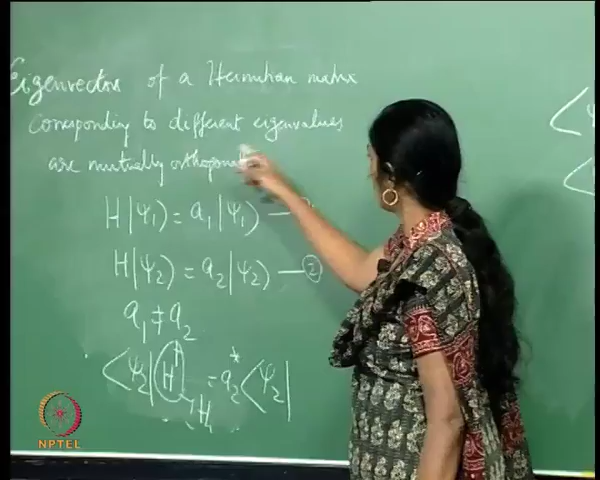 Eigenvectors of a Hermitian matrix
corresponding to different eigenvalues
are mutually orthogonal
H|ψ₁⟩ = a₁|ψ₁⟩ —
H|ψ₂⟩ = a₂|ψ₂⟩ — ②
a₁ ≠ a₂
⟨ψ₂|H† = a₂*⟨ψ₂|
H
NPTEL